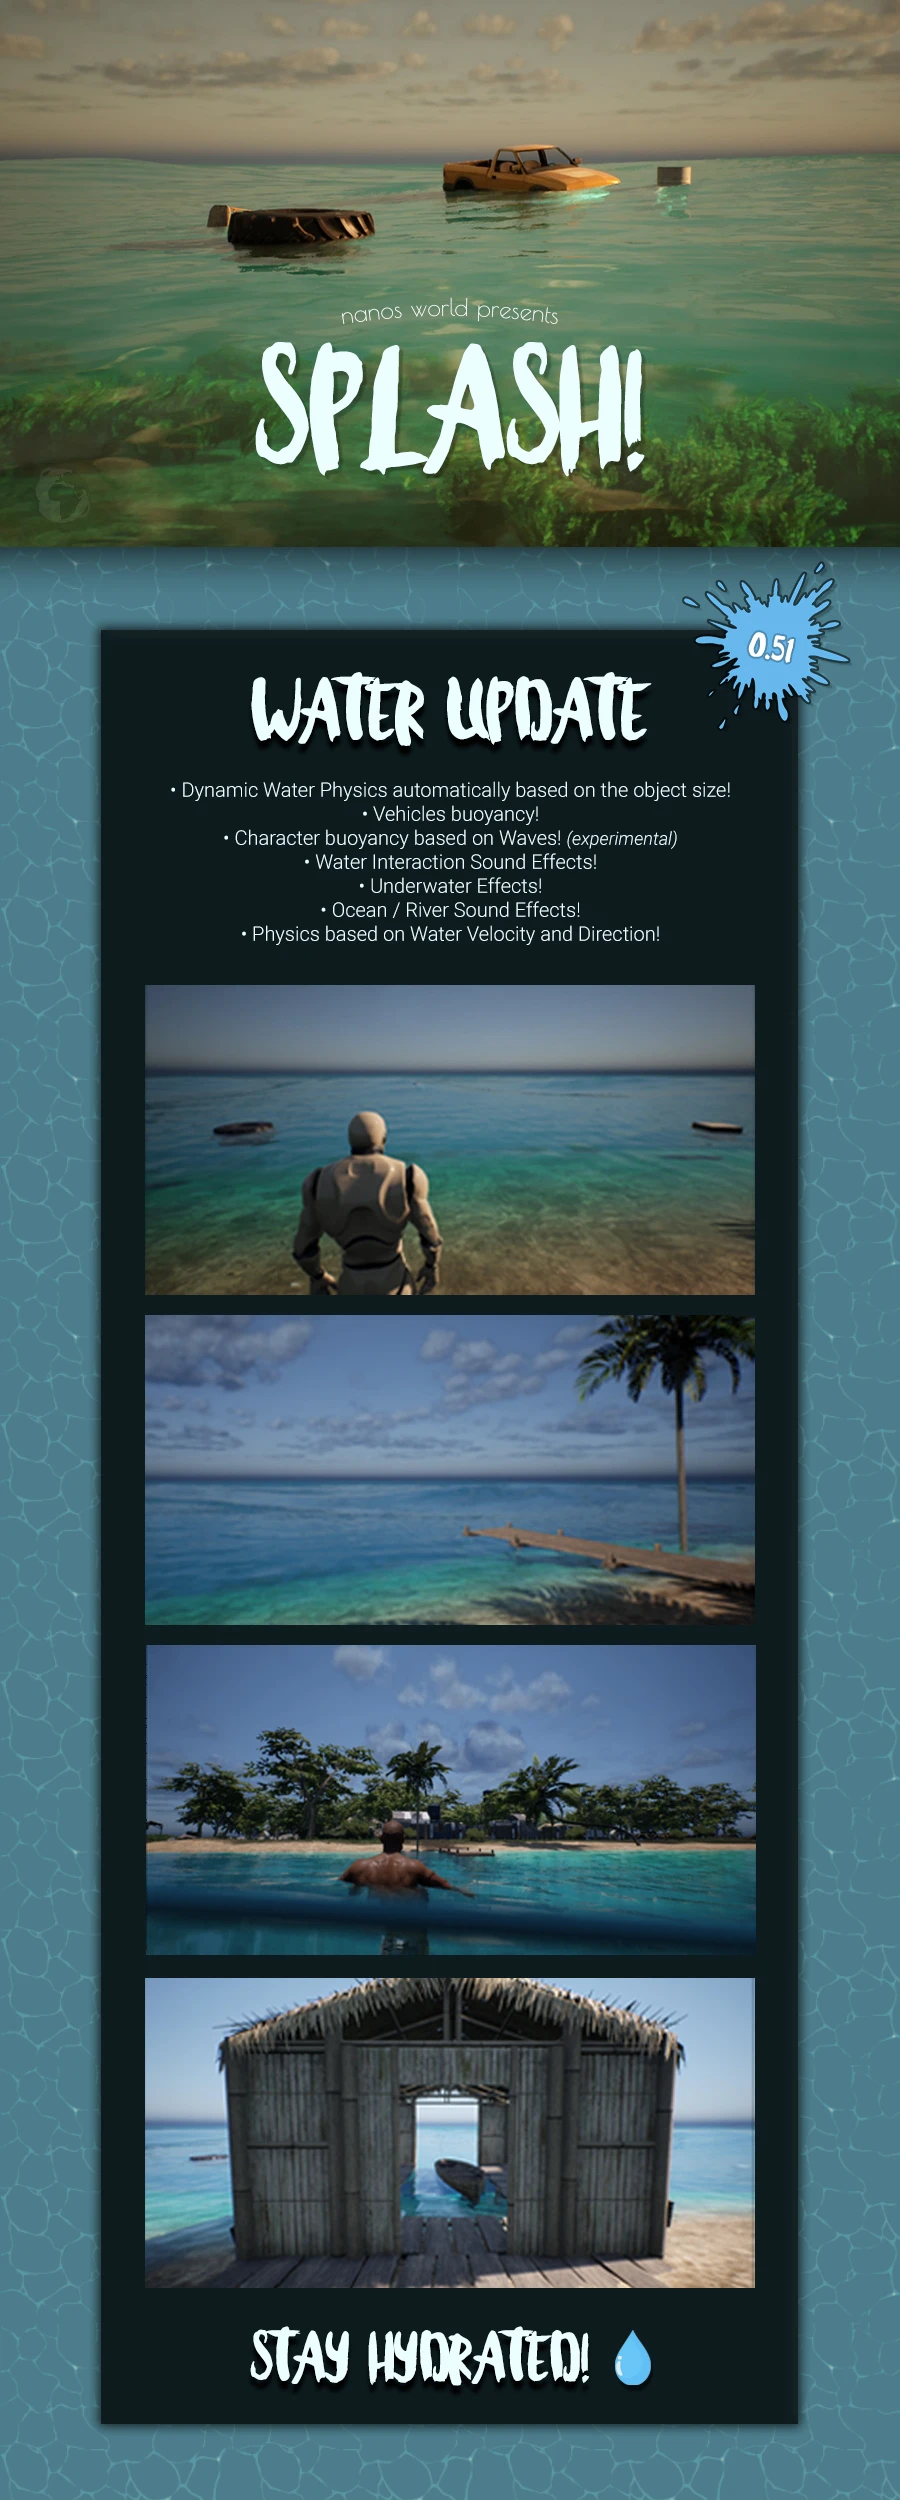 nanos world presents
SPLASH!
0.51
WATER UPDATE
• Dynamic Water Physics automatically based on the object size!
• Vehicles buoyancy!
• Character buoyancy based on Waves! (experimental)
• Water Interaction Sound Effects!
• Underwater Effects!
• Ocean / River Sound Effects!
• Physics based on Water Velocity and Direction!
STAY HYDRATED!